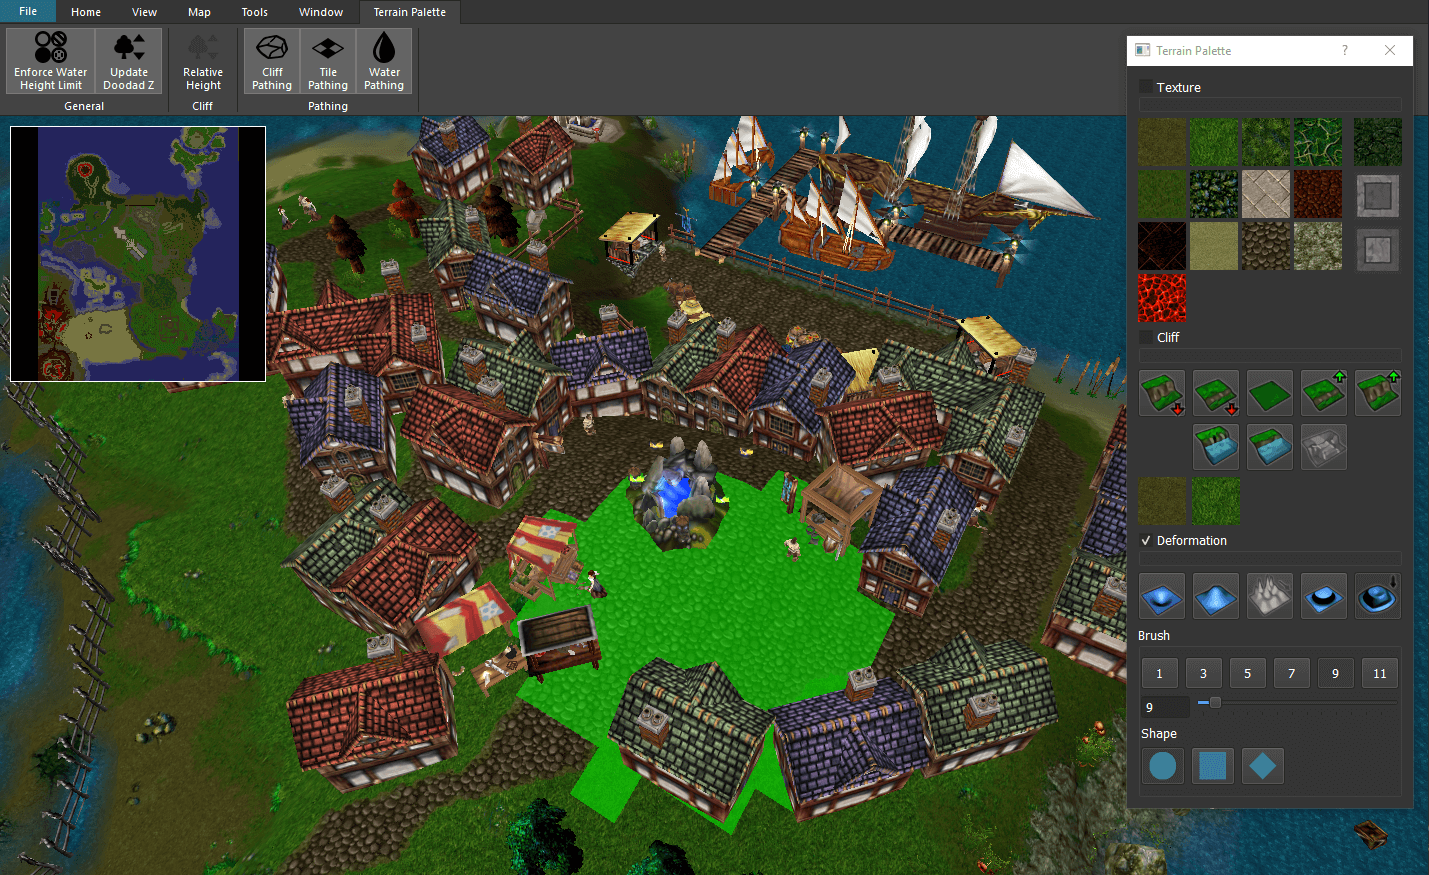 File Home View Map Tools Window Terrain Palette
Enforce Water Height Limit
Update Doodad Z
Relative Height
Cliff Pathing
Tile Pathing
Water Pathing
General Cliff Pathing
Terrain Palette ?
Texture
Cliff
Deformation
Brush
1 3 5 7 9 11
9
Shape